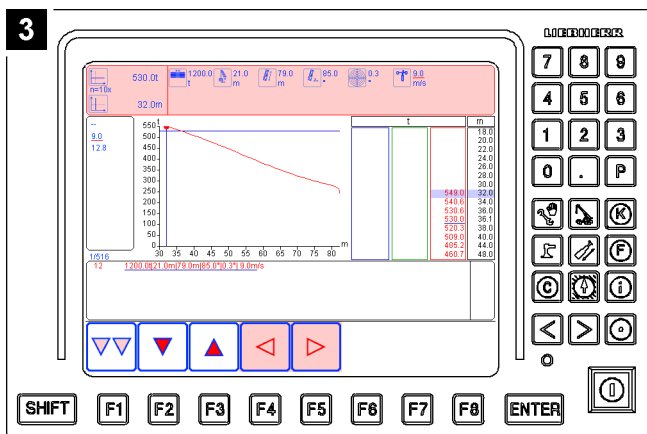 3
LIEBHERR
n=10x
530.0t
32.0m
1200.0
t
21.0
m
79.0
m
85.0
°
0.3
°
9.0
m/s
--
9.0
12.8
1/516
t
550
500
450
400
350
300
250
200
150
100
50
0
30 35 40 45 50 55 60 65 70 75 80
m
t
m
18.0
20.0
22.0
24.0
26.0
28.0
30.0
549.0 32.0
540.6 34.0
530.6 36.0
530.0 36.1
520.3 38.0
509.0 40.0
485.2 44.0
460.7 48.0
12 1200.0t|21.0m|79.0m|85.0°|0.3°| 9.0m/s
7 8 9
4 5 6
1 2 3
0 . P
K
F
C i
SHIFT F1 F2 F3 F4 F5 F6 F7 F8 ENTER